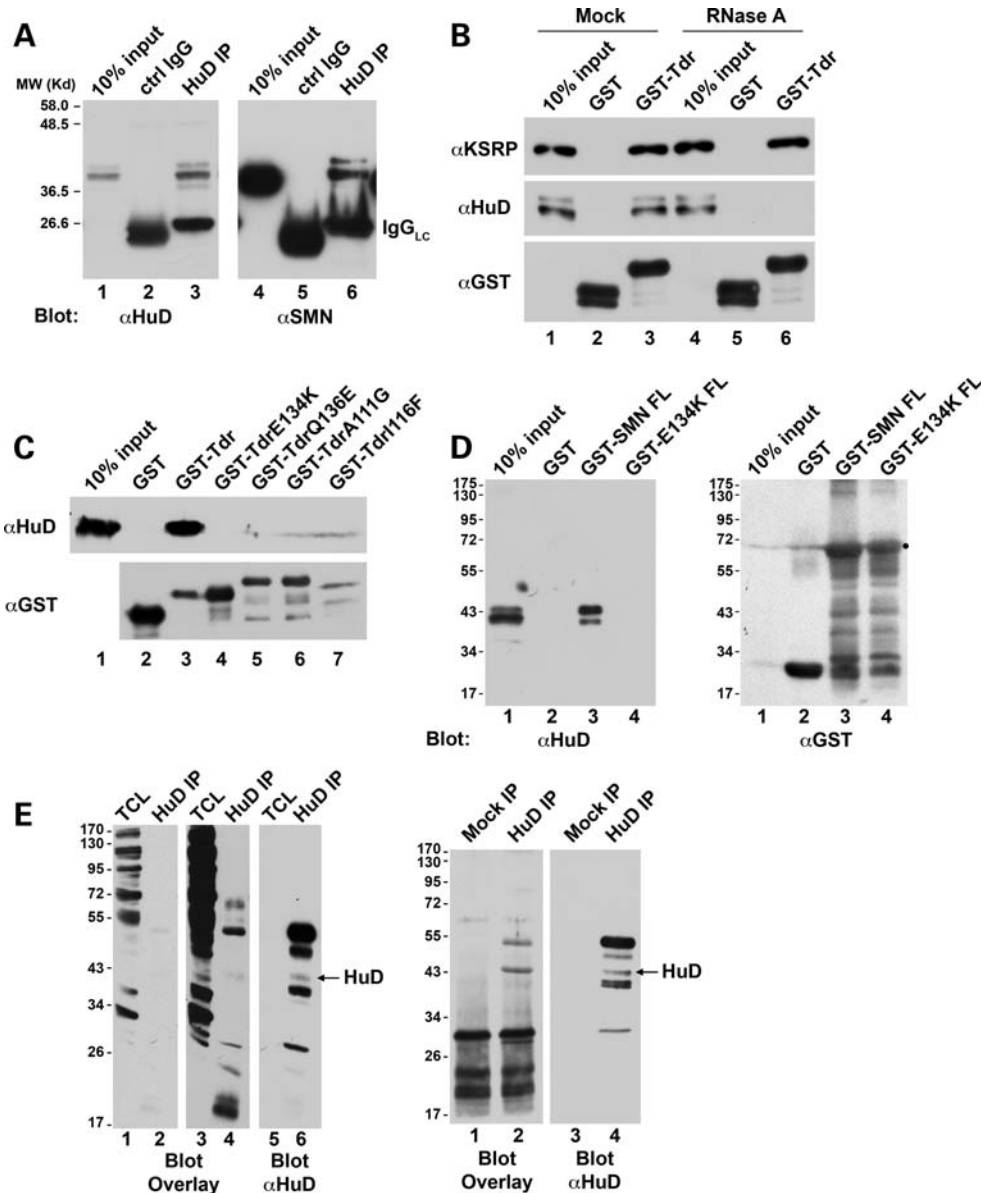 A
10% input
ctrl IgG
HuD IP
10% input
ctrl IgG
HuD IP
MW (Kd)
58.0
48.5
36.5
26.6
IgGLC
1 2 3 4 5 6
Blot: αHuD αSMN
B
Mock RNase A
10% input
GST
GST-Tdr
10% input
GST
GST-Tdr
αKSRP
αHuD
αGST
1 2 3 4 5 6
C
10% input
GST
GST-Tdr
GST-TdrE134K
GST-TdrQ136E
GST-TdrA111G
GST-TdrI116F
αHuD
αGST
1 2 3 4 5 6 7
D
10% input
GST
GST-SMN FL
GST-E134K FL
175
130
95
72
55
43
34
17
1 2 3 4
Blot: αHuD
10% input
GST
GST-SMN FL
GST-E134K FL
175
130
95
72
55
43
34
17
1 2 3 4
αGST
E
TCL
HuD IP
TCL
HuD IP
TCL
HuD IP
170
130
95
72
55
43
34
26
17
HuD
1 2 3 4 5 6
Blot Overlay
Blot αHuD
Mock IP
HuD IP
Mock IP
HuD IP
170
130
95
72
55
43
34
26
17
HuD
1 2 3 4
Blot Overlay
Blot αHuD